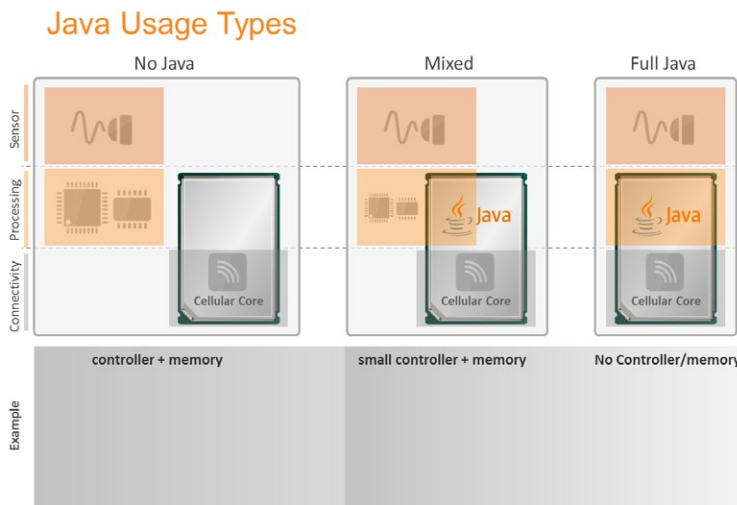 Java Usage Types
No Java
Mixed
Full Java
Sensor
Processing
Java
Java
Connectivity
Cellular Core
Cellular Core
Cellular Core
controller + memory
small controller + memory
No Controller/memory
Example